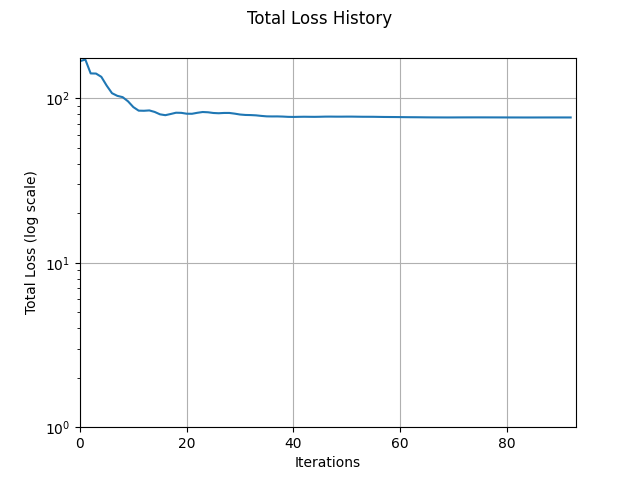 Total Loss History
10²
10¹
10⁰
Total Loss (log scale)
0 20 40 60 80
Iterations